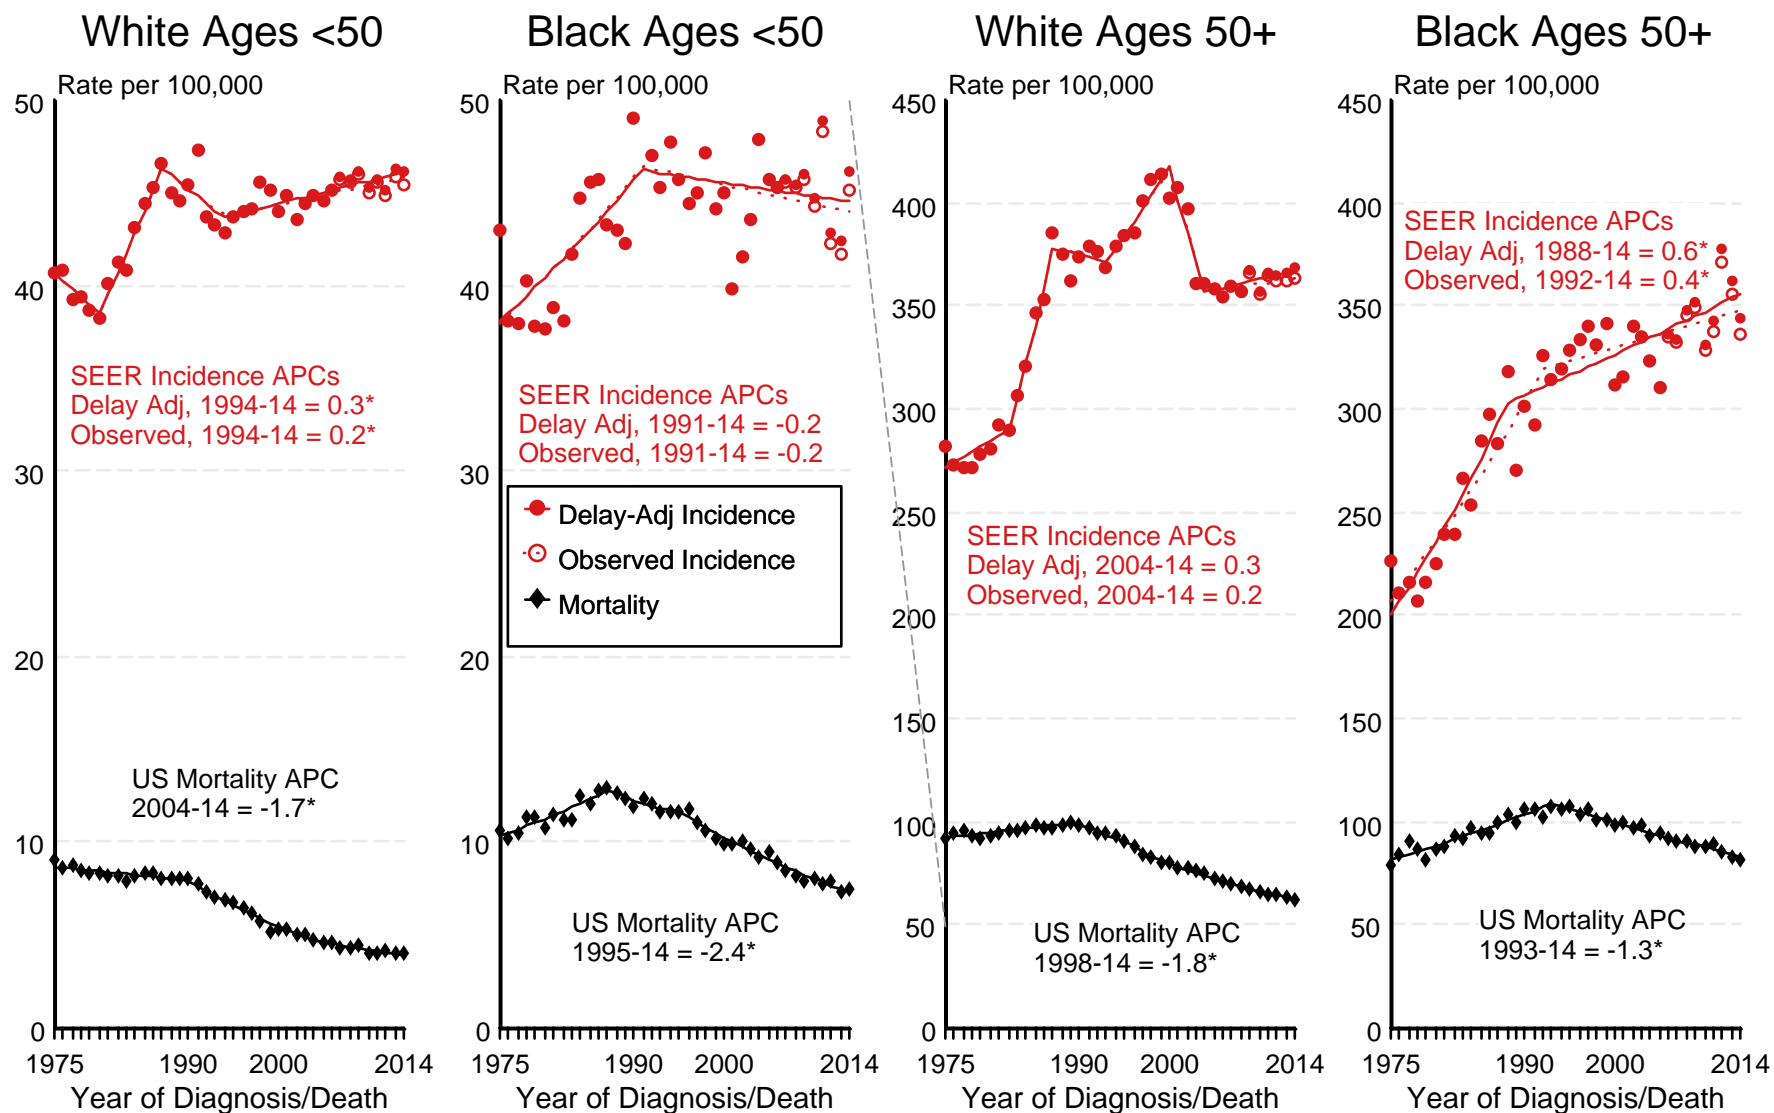 White Ages <50
Rate per 100,000
50
40
30
20
10
0
SEER Incidence APCs
Delay Adj, 1994-14 = 0.3*
Observed, 1994-14 = 0.2*
US Mortality APC
2004-14 = -1.7*
1975
1990
2000
2014
Year of Diagnosis/Death
Black Ages <50
Rate per 100,000
50
40
30
20
10
0
SEER Incidence APCs
Delay Adj, 1991-14 = -0.2
Observed, 1991-14 = -0.2
Delay-Adj Incidence
Observed Incidence
Mortality
US Mortality APC
1995-14 = -2.4*
1975
1990
2000
2014
Year of Diagnosis/Death
White Ages 50+
Rate per 100,000
450
400
350
300
250
200
150
100
50
0
SEER Incidence APCs
Delay Adj, 2004-14 = 0.3
Observed, 2004-14 = 0.2
US Mortality APC
1998-14 = -1.8*
1975
1990
2000
2014
Year of Diagnosis/Death
Black Ages 50+
Rate per 100,000
450
400
350
300
250
200
150
100
50
0
SEER Incidence APCs
Delay Adj, 1988-14 = 0.6*
Observed, 1992-14 = 0.4*
US Mortality APC
1993-14 = -1.3*
1975
1990
2000
2014
Year of Diagnosis/Death